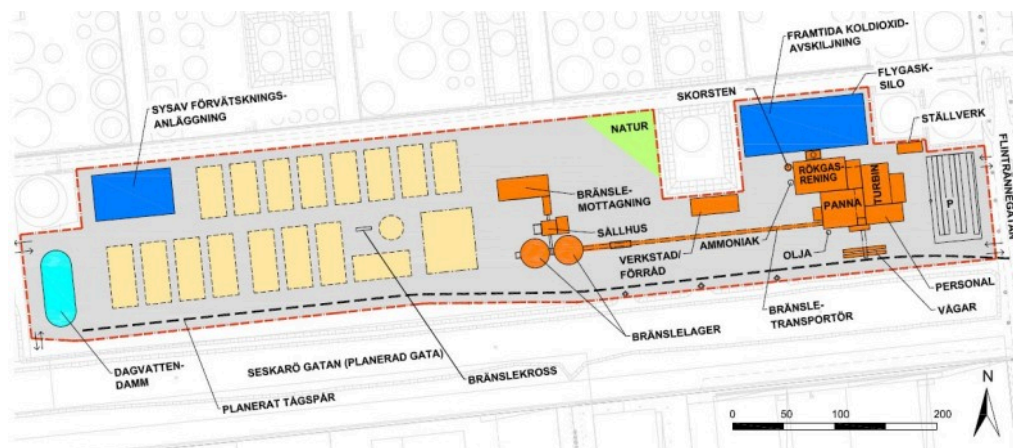 FRAMTIDA KOLDIOXID-
AVSKILJNING
FLYGASK-
SILO
SKORSTEN
STÄLLVERK
SYSAV FÖRVÄTSKNINGS-
ANLÄGGNING
NATUR
RÖKGAS-
RENING
TURBIN
PANNA
P
FLINTRÄNNEGATAN
BRÄNSLE-
MOTTAGNING
SÅLLHUS
VERKSTAD/
FÖRRÅD
AMMONIAK
OLJA
PERSONAL
VÅGAR
BRÄNSLE-
TRANSPORTÖR
BRÄNSLELAGER
DAGVATTEN-
DAMM
SESKARÖ GATAN (PLANERAD GATA)
BRÄNSLEKROSS
PLANERAT TÅGSPÅR
N
0 50 100 200